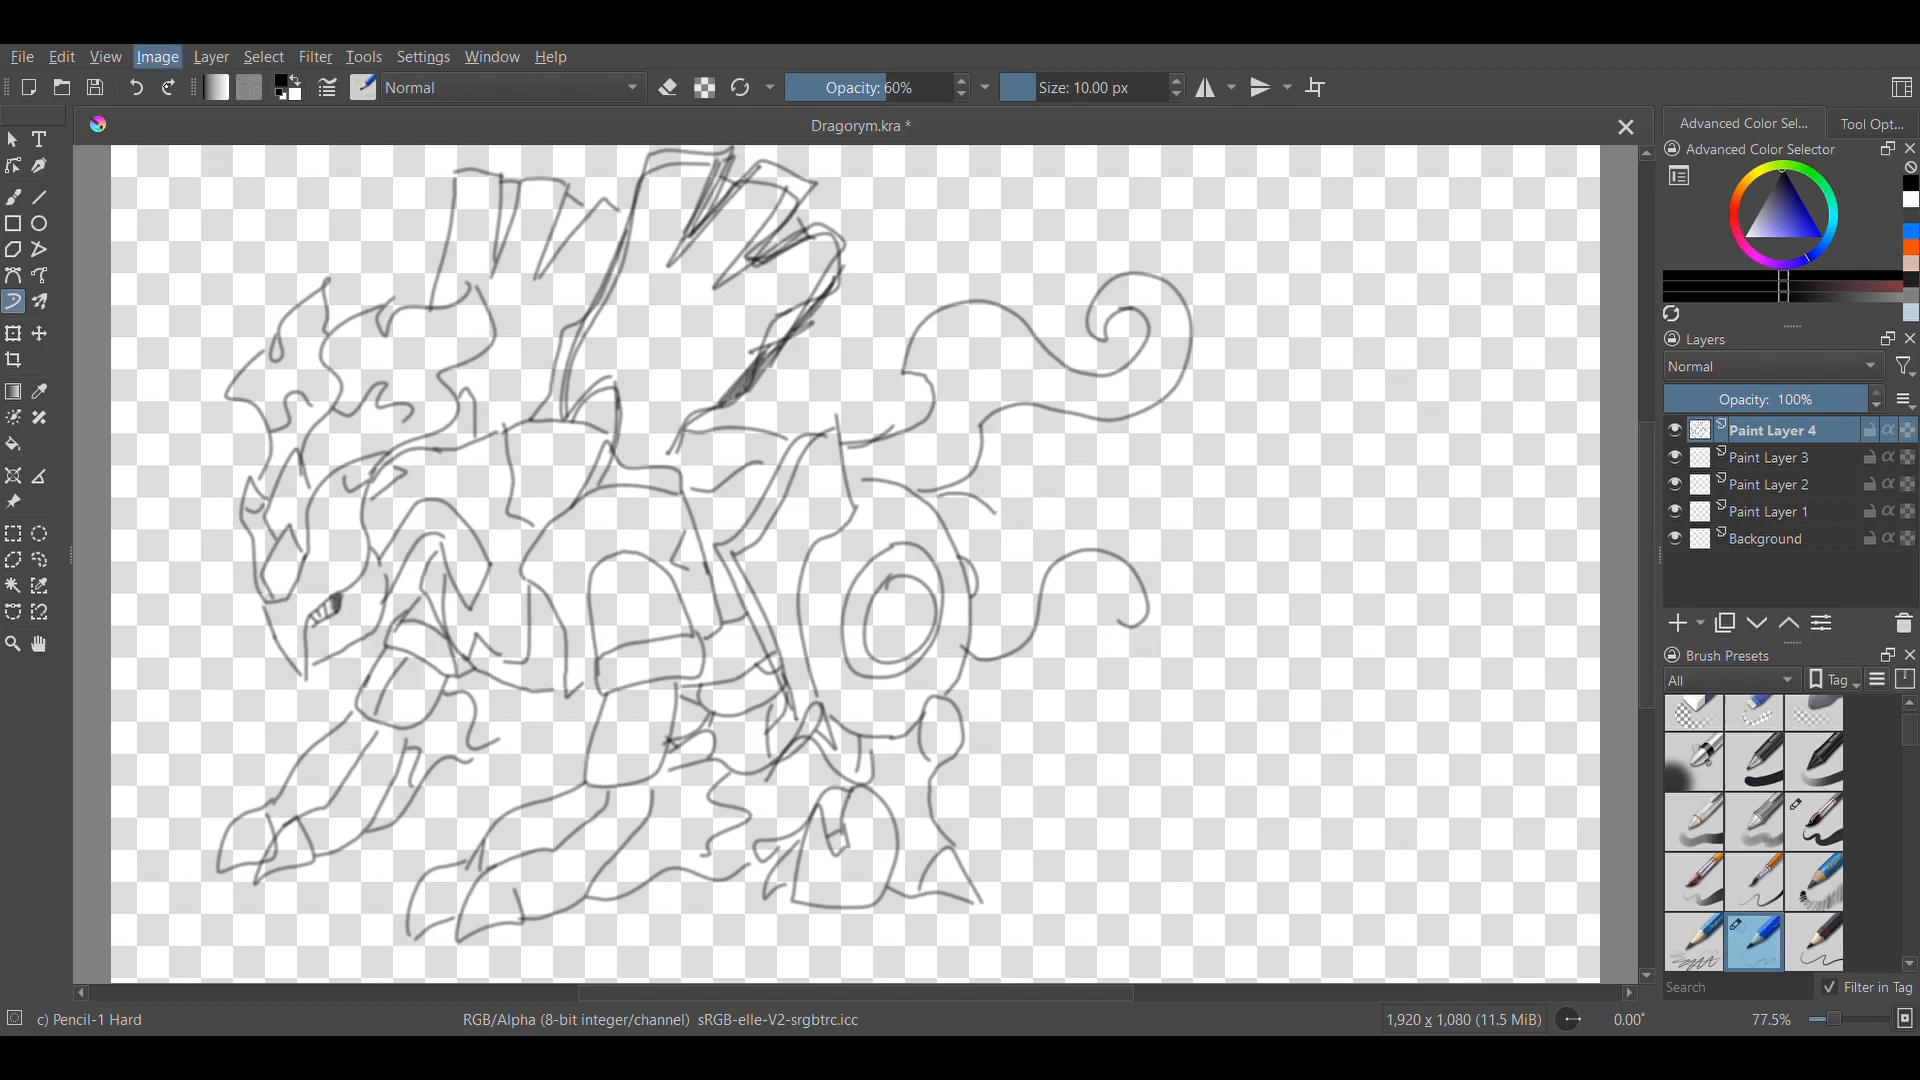 File Edit View Image Layer Select Filter Tools Settings Window Help
Normal Opacity: 60% Size: 10.00 px
Dragorym.kra *
Advanced Color Sel... Tool Opt...
Advanced Color Selector
Layers
Normal
Opacity: 100%
Paint Layer 4
Paint Layer 3
Paint Layer 2
Paint Layer 1
Background
Brush Presets
All Tag
Search Filter in Tag
c) Pencil-1 Hard RGB/Alpha (8-bit integer/channel) sRGB-elle-V2-srgbtrc.icc 1,920 x 1,080 (11.5 MiB) 0.00° 77.5%